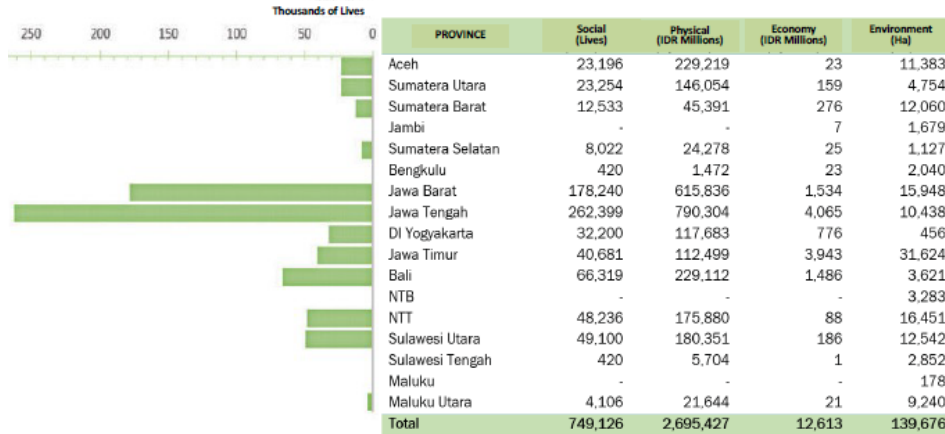 Thousands of Lives
250 200 150 100 50 0
PROVINCE Social (Lives) Physical (IDR Millions) Economy (IDR Millions) Environment (Ha)
Aceh 23,196 229,219 23 11,383
Sumatera Utara 23,254 146,054 159 4,754
Sumatera Barat 12,533 45,391 276 12,060
Jambi - - 7 1,679
Sumatera Selatan 8,022 24,278 25 1,127
Bengkulu 420 1,472 23 2,040
Jawa Barat 178,240 615,836 1,534 15,948
Jawa Tengah 262,399 790,304 4,065 10,438
DI Yogyakarta 32,200 117,683 776 456
Jawa Timur 40,681 112,499 3,943 31,624
Bali 66,319 229,112 1,486 3,621
NTB - - - 3,283
NTT 48,236 175,880 88 16,451
Sulawesi Utara 49,100 180,351 186 12,542
Sulawesi Tengah 420 5,704 1 2,852
Maluku - - - 178
Maluku Utara 4,106 21,644 21 9,240
Total 749,126 2,695,427 12,613 139,676